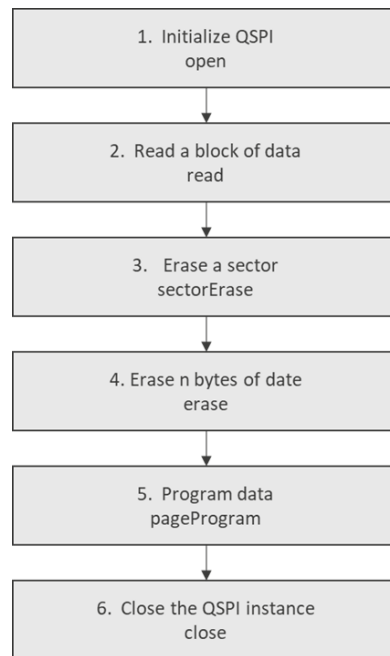 1. Initialize QSPI
open
2. Read a block of data
read
3. Erase a sector
sectorErase
4. Erase n bytes of date
erase
5. Program data
pageProgram
6. Close the QSPI instance
close